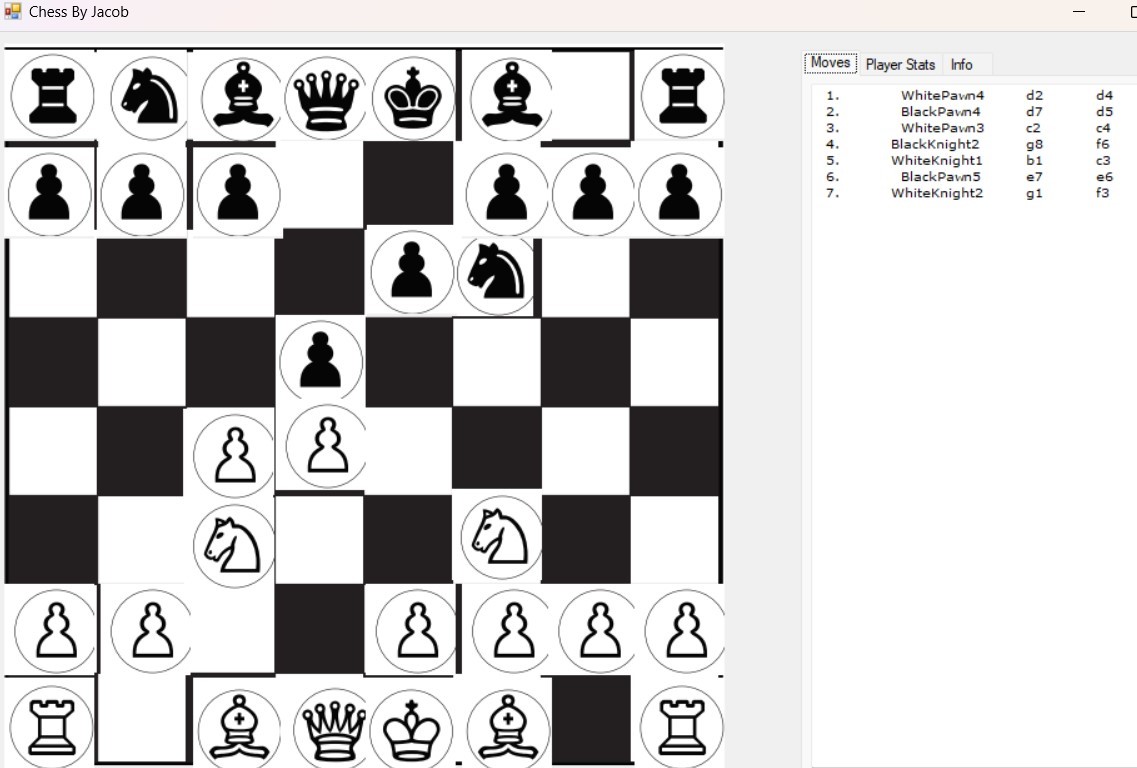 Chess By Jacob
Moves Player Stats Info
1. WhitePawn4 d2 d4
2. BlackPawn4 d7 d5
3. WhitePawn3 c2 c4
4. BlackKnight2 g8 f6
5. WhiteKnight1 b1 c3
6. BlackPawn5 e7 e6
7. WhiteKnight2 g1 f3